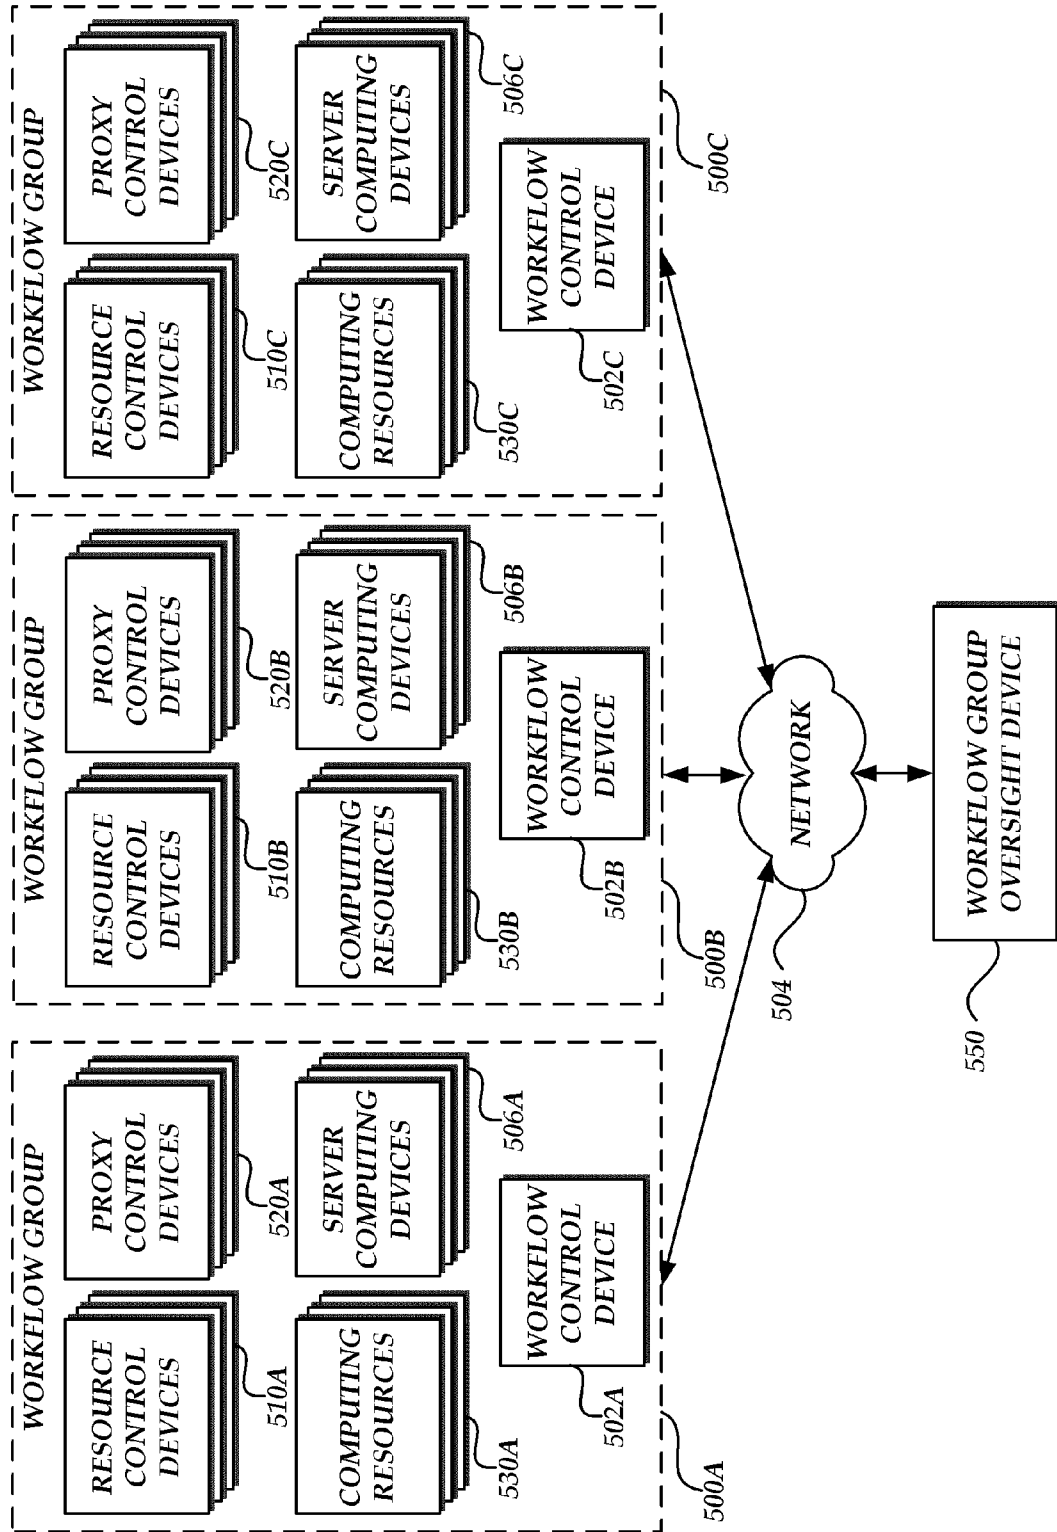 WORKFLOW GROUP
RESOURCE
CONTROL
DEVICES
510A
PROXY
CONTROL
DEVICES
520A
COMPUTING
RESOURCES
530A
SERVER
COMPUTING
DEVICES
506A
WORKFLOW
CONTROL
DEVICE
502A
500A
WORKFLOW GROUP
RESOURCE
CONTROL
DEVICES
510B
PROXY
CONTROL
DEVICES
520B
COMPUTING
RESOURCES
530B
SERVER
COMPUTING
DEVICES
506B
WORKFLOW
CONTROL
DEVICE
502B
500B
WORKFLOW GROUP
RESOURCE
CONTROL
DEVICES
510C
PROXY
CONTROL
DEVICES
520C
COMPUTING
RESOURCES
530C
SERVER
COMPUTING
DEVICES
506C
WORKFLOW
CONTROL
DEVICE
502C
500C
NETWORK
504
WORKFLOW GROUP
OVERSIGHT DEVICE
550